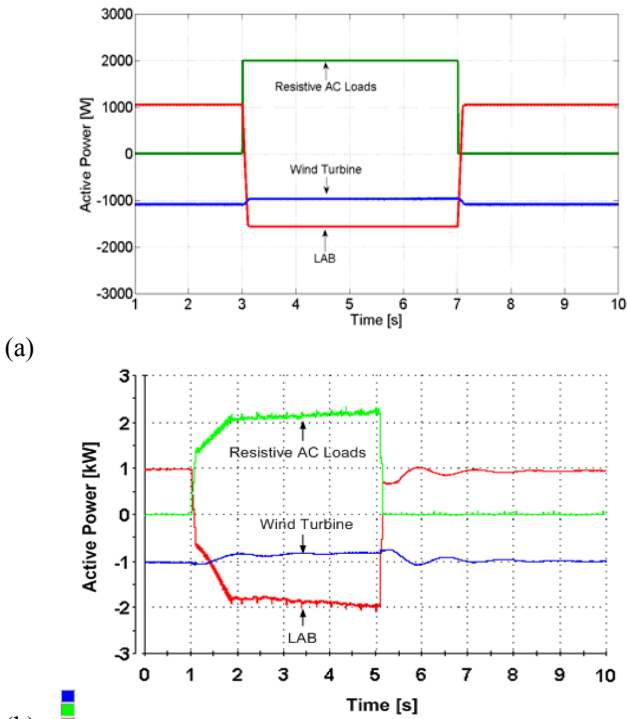 3000
2000
1000
0
-1000
-2000
-3000
Active Power [W]
Resistive AC Loads
Wind Turbine
LAB
1 2 3 4 5 6 7 8 9 10
Time [s]
(a)
3
2
1
0
-1
-2
-3
Active Power [kW]
Resistive AC Loads
Wind Turbine
LAB
0 1 2 3 4 5 6 7 8 9 10
Time [s]